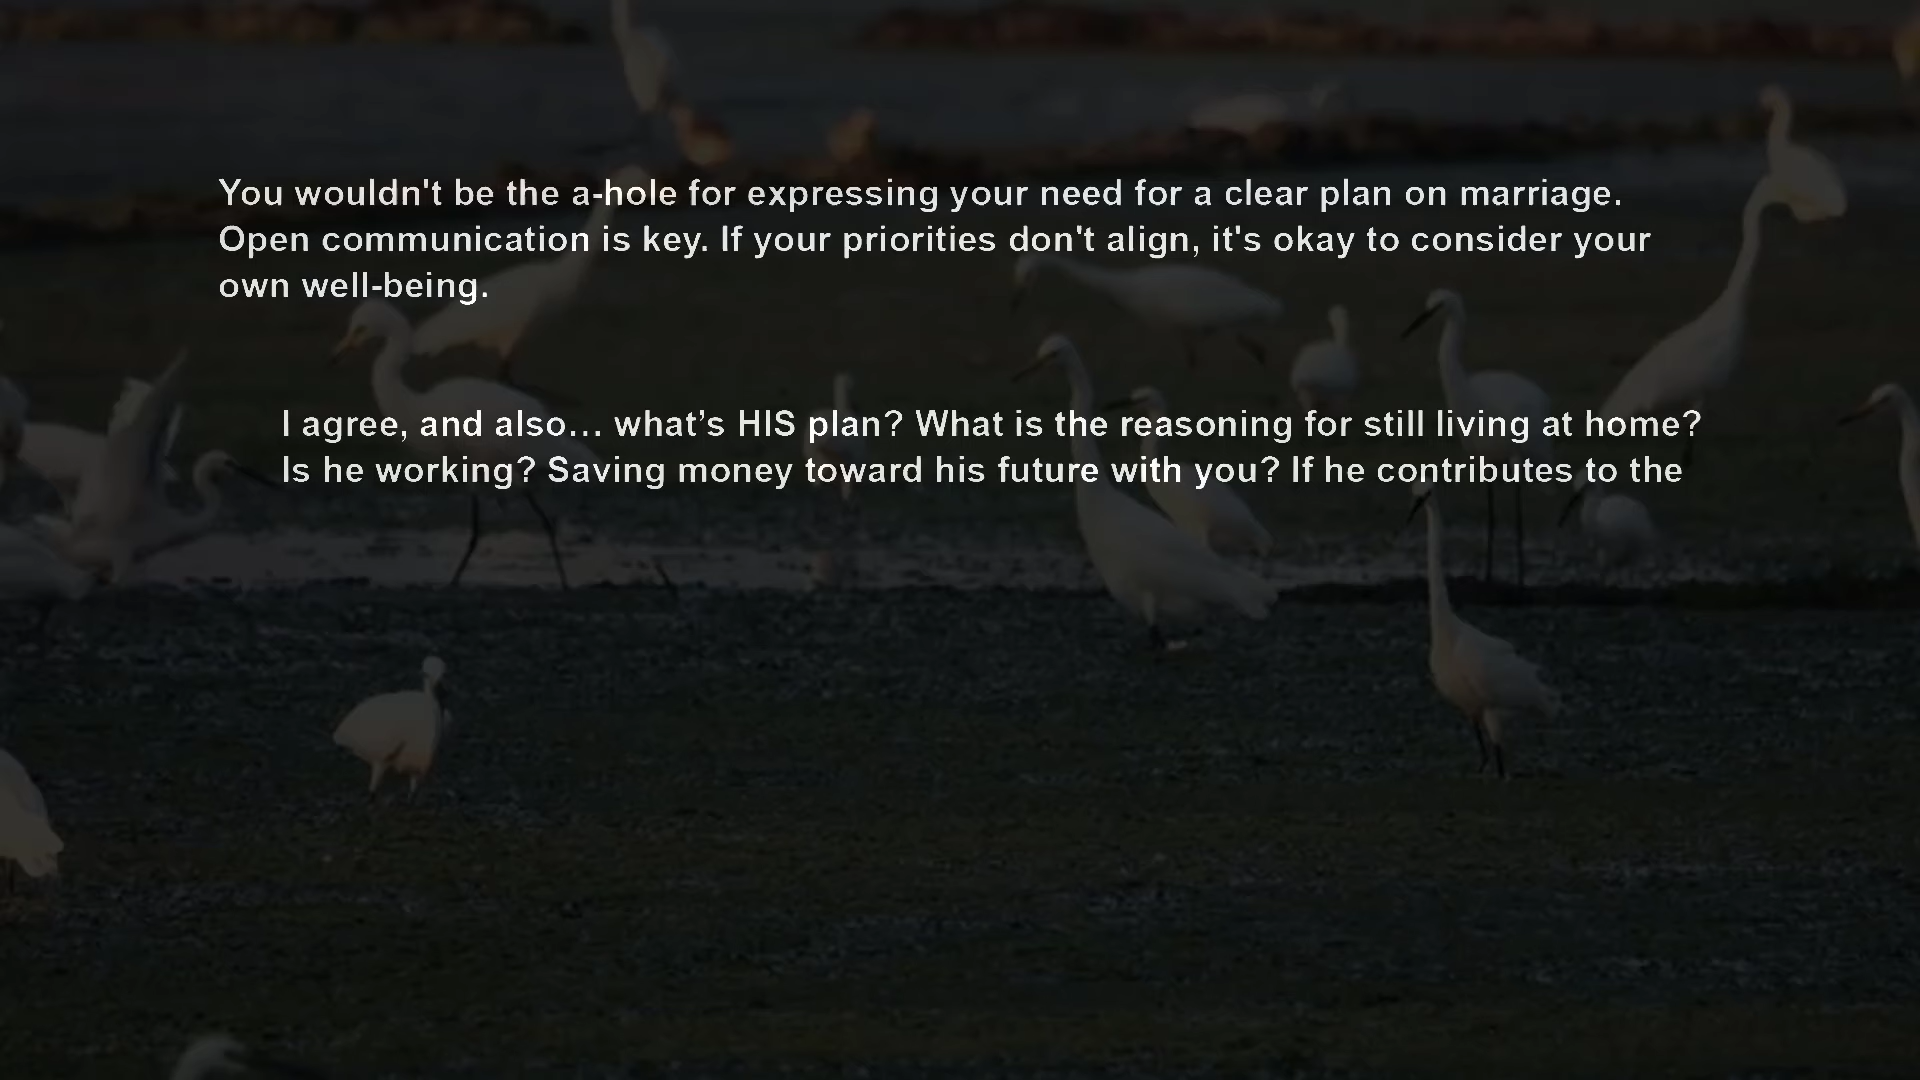 You wouldn't be the a-hole for expressing your need for a clear plan on marriage.
Open communication is key. If your priorities don't align, it's okay to consider your
own well-being.
I agree, and also… what’s HIS plan? What is the reasoning for still living at home?
Is he working? Saving money toward his future with you? If he contributes to the